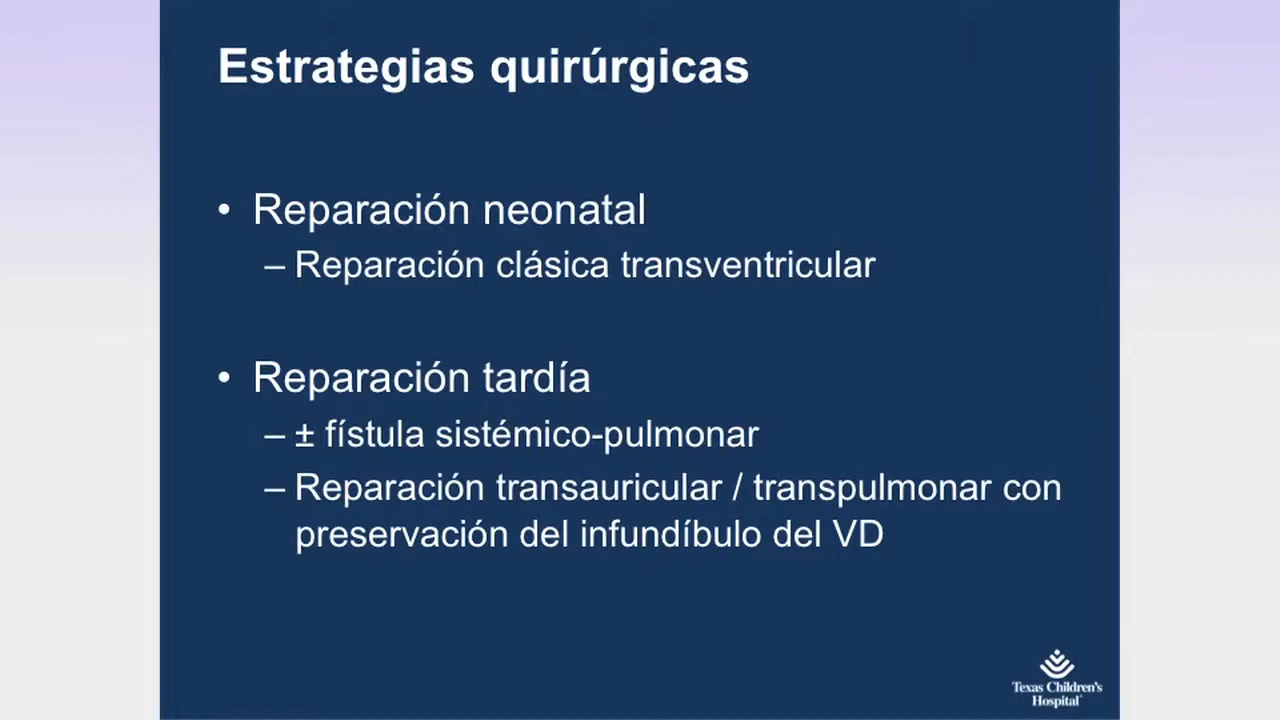 Estrategias quirúrgicas
• Reparación neonatal
– Reparación clásica transventricular
• Reparación tardía
– ± fístula sistémico-pulmonar
– Reparación transauricular / transpulmonar con
preservación del infundíbulo del VD
Texas Children's
Hospital